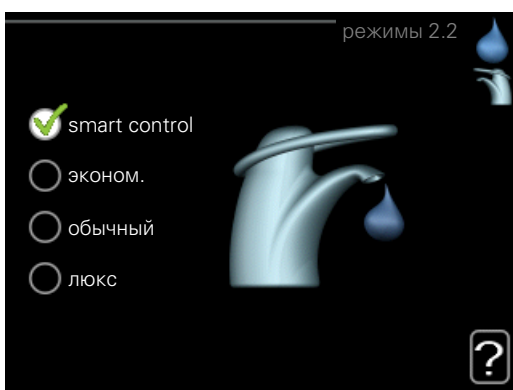 режимы 2.2
smart control
эконом.
обычный
люкс
?